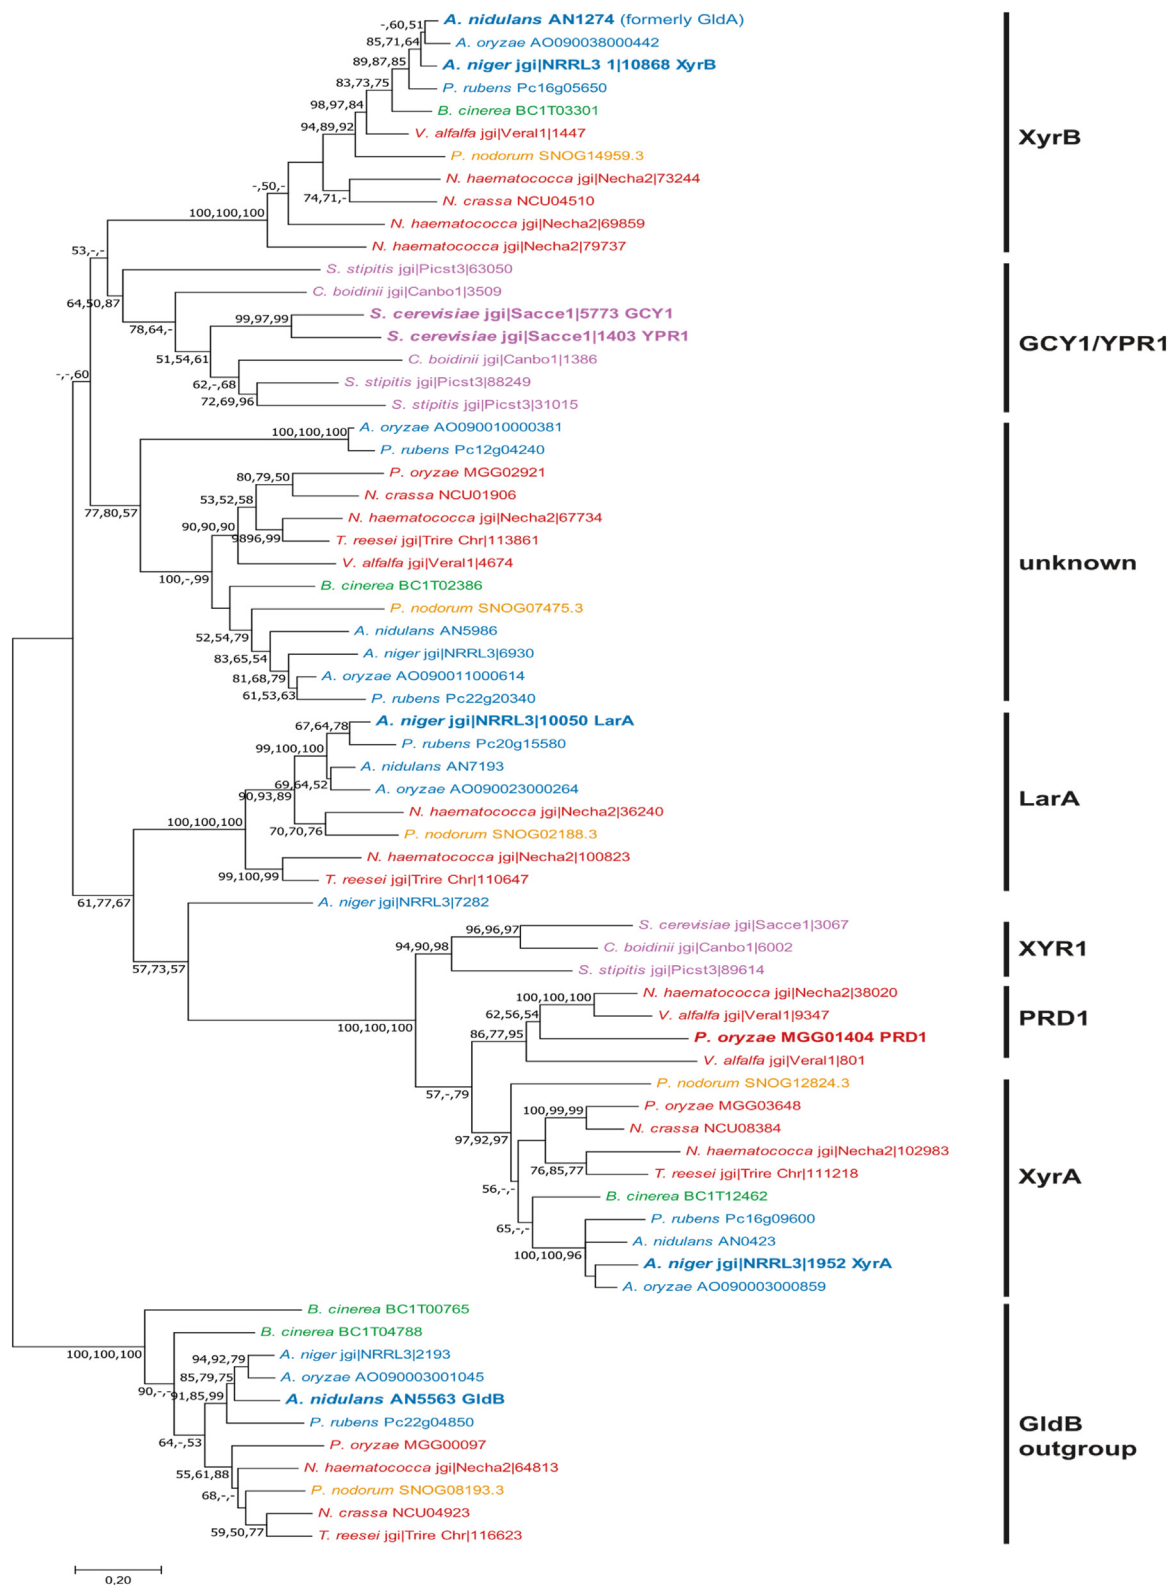 A. nidulans AN1274 (formerly GldA)
-,60,51
A. oryzae AO090038000442
85,71,64
A. niger jgi|NRRL3 1|10868 XyrB
89,87,85
P. rubens Pc16g05650
83,73,75
B. cinerea BC1T03301
98,97,84
V. alfalfa jgi|Veral1|1447
94,89,92
XyrB
P. nodorum SNOG14959.3
N. haematococca jgi|Necha2|73244
-,50,-
74,71,-
N. crassa NCU04510
100,100,100
N. haematococca jgi|Necha2|69859
N. haematococca jgi|Necha2|79737
53,-,-
S. stipitis jgi|Picst3|63050
C. boidinii jgi|Canbo1|3509
64,50,87
S. cerevisiae jgi|Sacce1|5773 GCY1
99,97,99
78,64,-
S. cerevisiae jgi|Sacce1|1403 YPR1
GCY1/YPR1
51,54,61
C. boidinii jgi|Canbo1|1386
-,-,60
62,-,68
S. stipitis jgi|Picst3|88249
72,69,96
S. stipitis jgi|Picst3|31015
A. oryzae AO090010000381
100,100,100
P. rubens Pc12g04240
P. oryzae MGG02921
80,79,50
N. crassa NCU01906
53,52,58
77,80,57
N. haematococca jgi|Necha2|67734
90,90,90
9896,99
T. reesei jgi|Trire Chr|113861
V. alfalfa jgi|Veral1|4674
unknown
100,-,99
B. cinerea BC1T02386
P. nodorum SNOG07475.3
A. nidulans AN5986
52,54,79
A. niger jgi|NRRL3|6930
83,65,54
A. oryzae AO090011000614
81,68,79
61,53,63
P. rubens Pc22g20340
A. niger jgi|NRRL3|10050 LarA
67,64,78
P. rubens Pc20g15580
99,100,100
A. nidulans AN7193
69,64,52
A. oryzae AO090023000264
90,93,89
LarA
N. haematococca jgi|Necha2|36240
100,100,100
70,70,76
P. nodorum SNOG02188.3
N. haematococca jgi|Necha2|100823
99,100,99
T. reesei jgi|Trire Chr|110647
61,77,67
A. niger jgi|NRRL3|7282
S. cerevisiae jgi|Sacce1|3067
96,96,97
C. boidinii jgi|Canbo1|6002
94,90,98
XYR1
57,73,57
S. stipitis jgi|Picst3|89614
N. haematococca jgi|Necha2|38020
100,100,100
V. alfalfa jgi|Veral1|9347
62,56,54
PRD1
100,100,100
86,77,95
P. oryzae MGG01404 PRD1
V. alfalfa jgi|Veral1|801
P. nodorum SNOG12824.3
57,-,79
P. oryzae MGG03648
100,99,99
N. crassa NCU08384
97,92,97
N. haematococca jgi|Necha2|102983
76,85,77
T. reesei jgi|Trire Chr|111218
XyrA
56,-,-
B. cinerea BC1T12462
P. rubens Pc16g09600
65,-,-
A. nidulans AN0423
100,100,96
A. niger jgi|NRRL3|1952 XyrA
A. oryzae AO090003000859
B. cinerea BC1T00765
B. cinerea BC1T04788
100,100,100
A. niger jgi|NRRL3|2193
94,92,79
A. oryzae AO090003001045
85,79,75
90,-,-
91,85,99
A. nidulans AN5563 GldB
P. rubens Pc22g04850
GldB
64,-,53
P. oryzae MGG00097
outgroup
N. haematococca jgi|Necha2|64813
55,61,88
P. nodorum SNOG08193.3
68,-,-
N. crassa NCU04923
59,50,77
T. reesei jgi|Trire Chr|116623
0,20